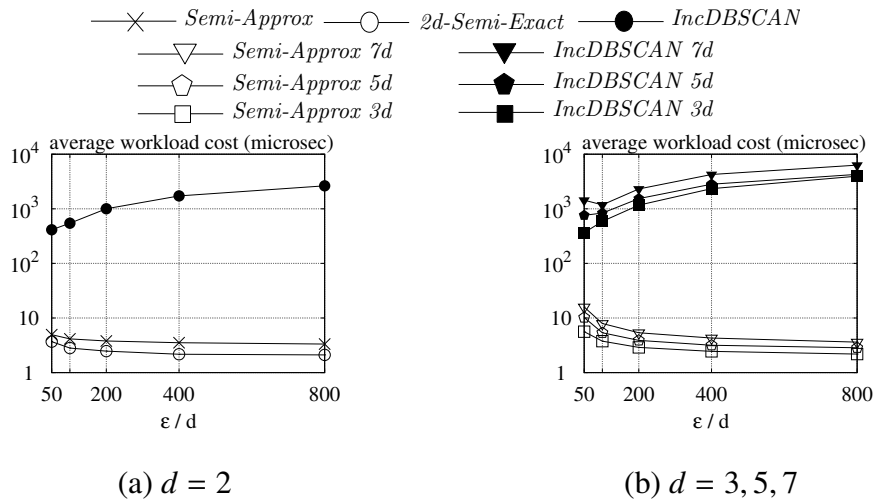 Semi-Approx 2d-Semi-Exact IncDBSCAN
Semi-Approx 7d IncDBSCAN 7d
Semi-Approx 5d IncDBSCAN 5d
Semi-Approx 3d IncDBSCAN 3d
average workload cost (microsec)
10^4
10^3
10^2
10
1
50 200 400 800
ε / d
(a) d = 2
average workload cost (microsec)
10^4
10^3
10^2
10
1
50 200 400 800
ε / d
(b) d = 3, 5, 7